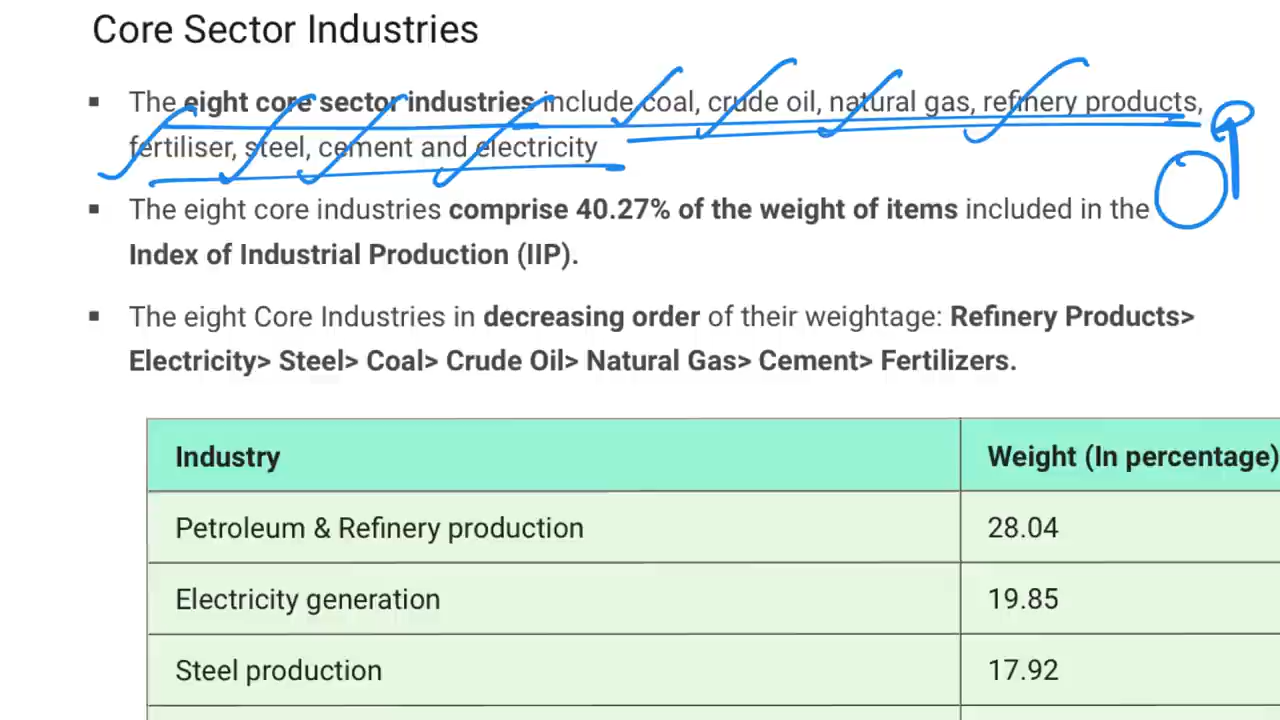 Core Sector Industries
▪ The eight core sector industries include coal, crude oil, natural gas, refinery products,
fertiliser, steel, cement and electricity
▪ The eight core industries comprise 40.27% of the weight of items included in the
Index of Industrial Production (IIP).
▪ The eight Core Industries in decreasing order of their weightage: Refinery Products>
Electricity> Steel> Coal> Crude Oil> Natural Gas> Cement> Fertilizers.
Industry Weight (In percentage)
Petroleum & Refinery production 28.04
Electricity generation 19.85
Steel production 17.92